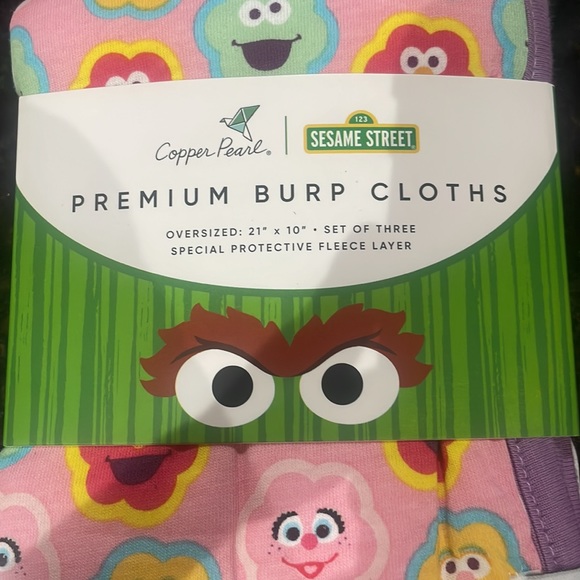 Copper Pearl®
123
SESAME STREET
PREMIUM BURP CLOTHS
OVERSIZED: 21" x 10" • SET OF THREE
SPECIAL PROTECTIVE FLEECE LAYER